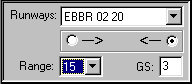 Runways: EBBR 02 20
—> <—
Range: 15 GS: 3